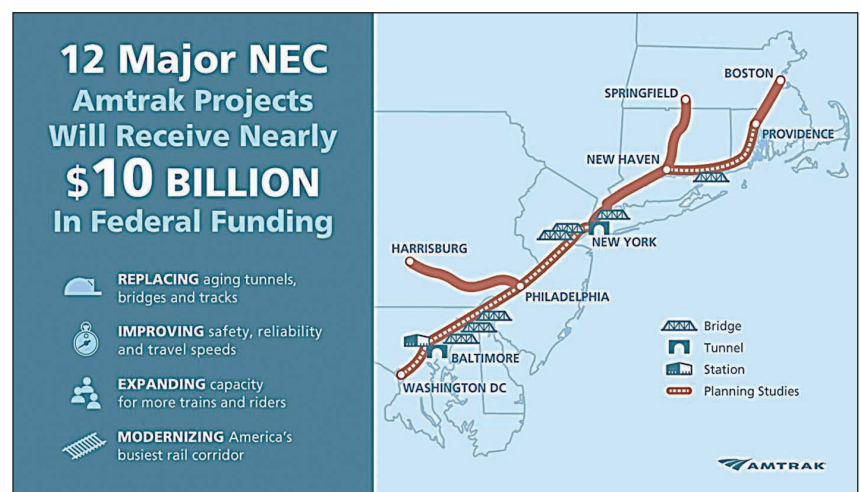 12 Major NEC
Amtrak Projects
Will Receive Nearly
$10 BILLION
In Federal Funding
REPLACING aging tunnels,
bridges and tracks
IMPROVING safety, reliability
and travel speeds
EXPANDING capacity
for more trains and riders
MODERNIZING America's
busiest rail corridor
BOSTON
SPRINGFIELD
PROVIDENCE
NEW HAVEN
NEW YORK
HARRISBURG
PHILADELPHIA
BALTIMORE
WASHINGTON DC
Bridge
Tunnel
Station
Planning Studies
AMTRAK